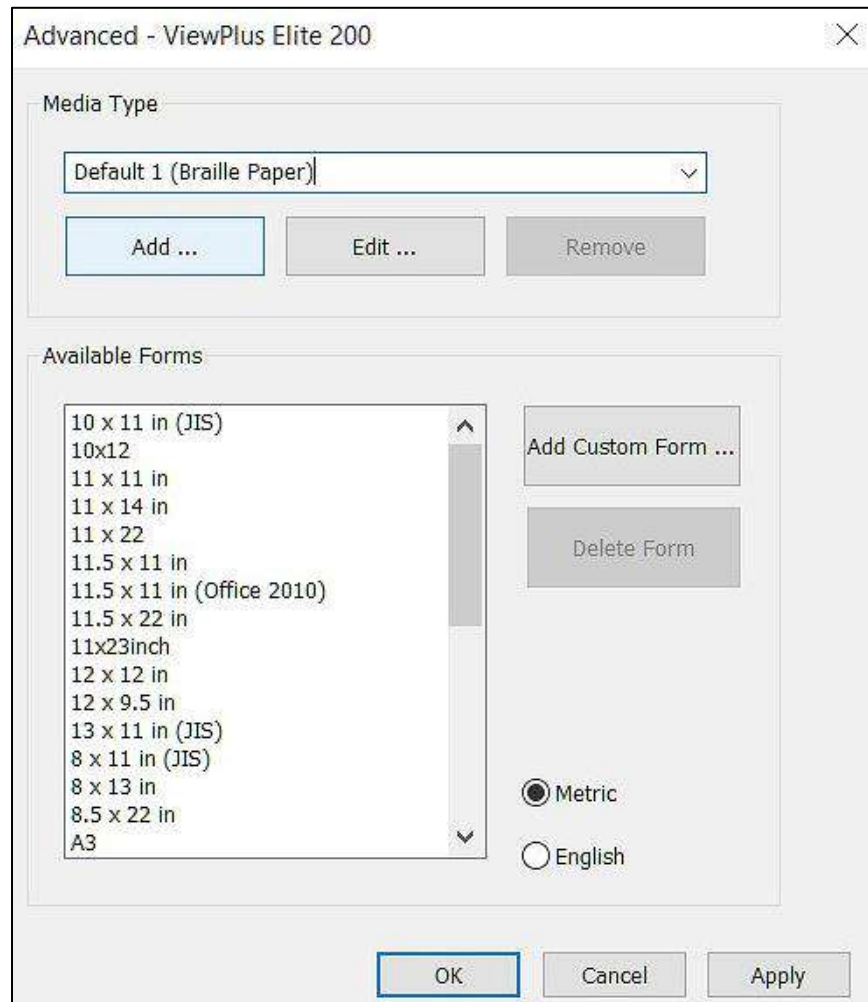 Advanced - ViewPlus Elite 200
Media Type
Default 1 (Braille Paper)
Add ...
Edit ...
Remove
Available Forms
10 x 11 in (JIS)
10x12
11 x 11 in
11 x 14 in
11 x 22
11.5 x 11 in
11.5 x 11 in (Office 2010)
11.5 x 22 in
11x23inch
12 x 12 in
12 x 9.5 in
13 x 11 in (JIS)
8 x 11 in (JIS)
8 x 13 in
8.5 x 22 in
A3
Add Custom Form ...
Delete Form
Metric
English
OK
Cancel
Apply